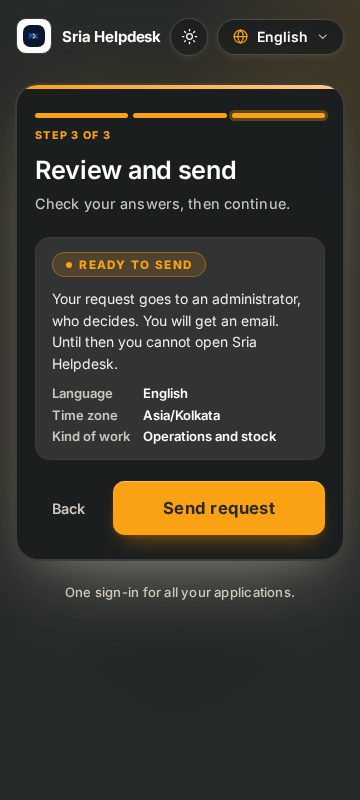 Sria Helpdesk
English
STEP 3 OF 3
Review and send
Check your answers, then continue.
READY TO SEND
Your request goes to an administrator,
who decides. You will get an email.
Until then you cannot open Sria
Helpdesk.
Language English
Time zone Asia/Kolkata
Kind of work Operations and stock
Back
Send request
One sign-in for all your applications.